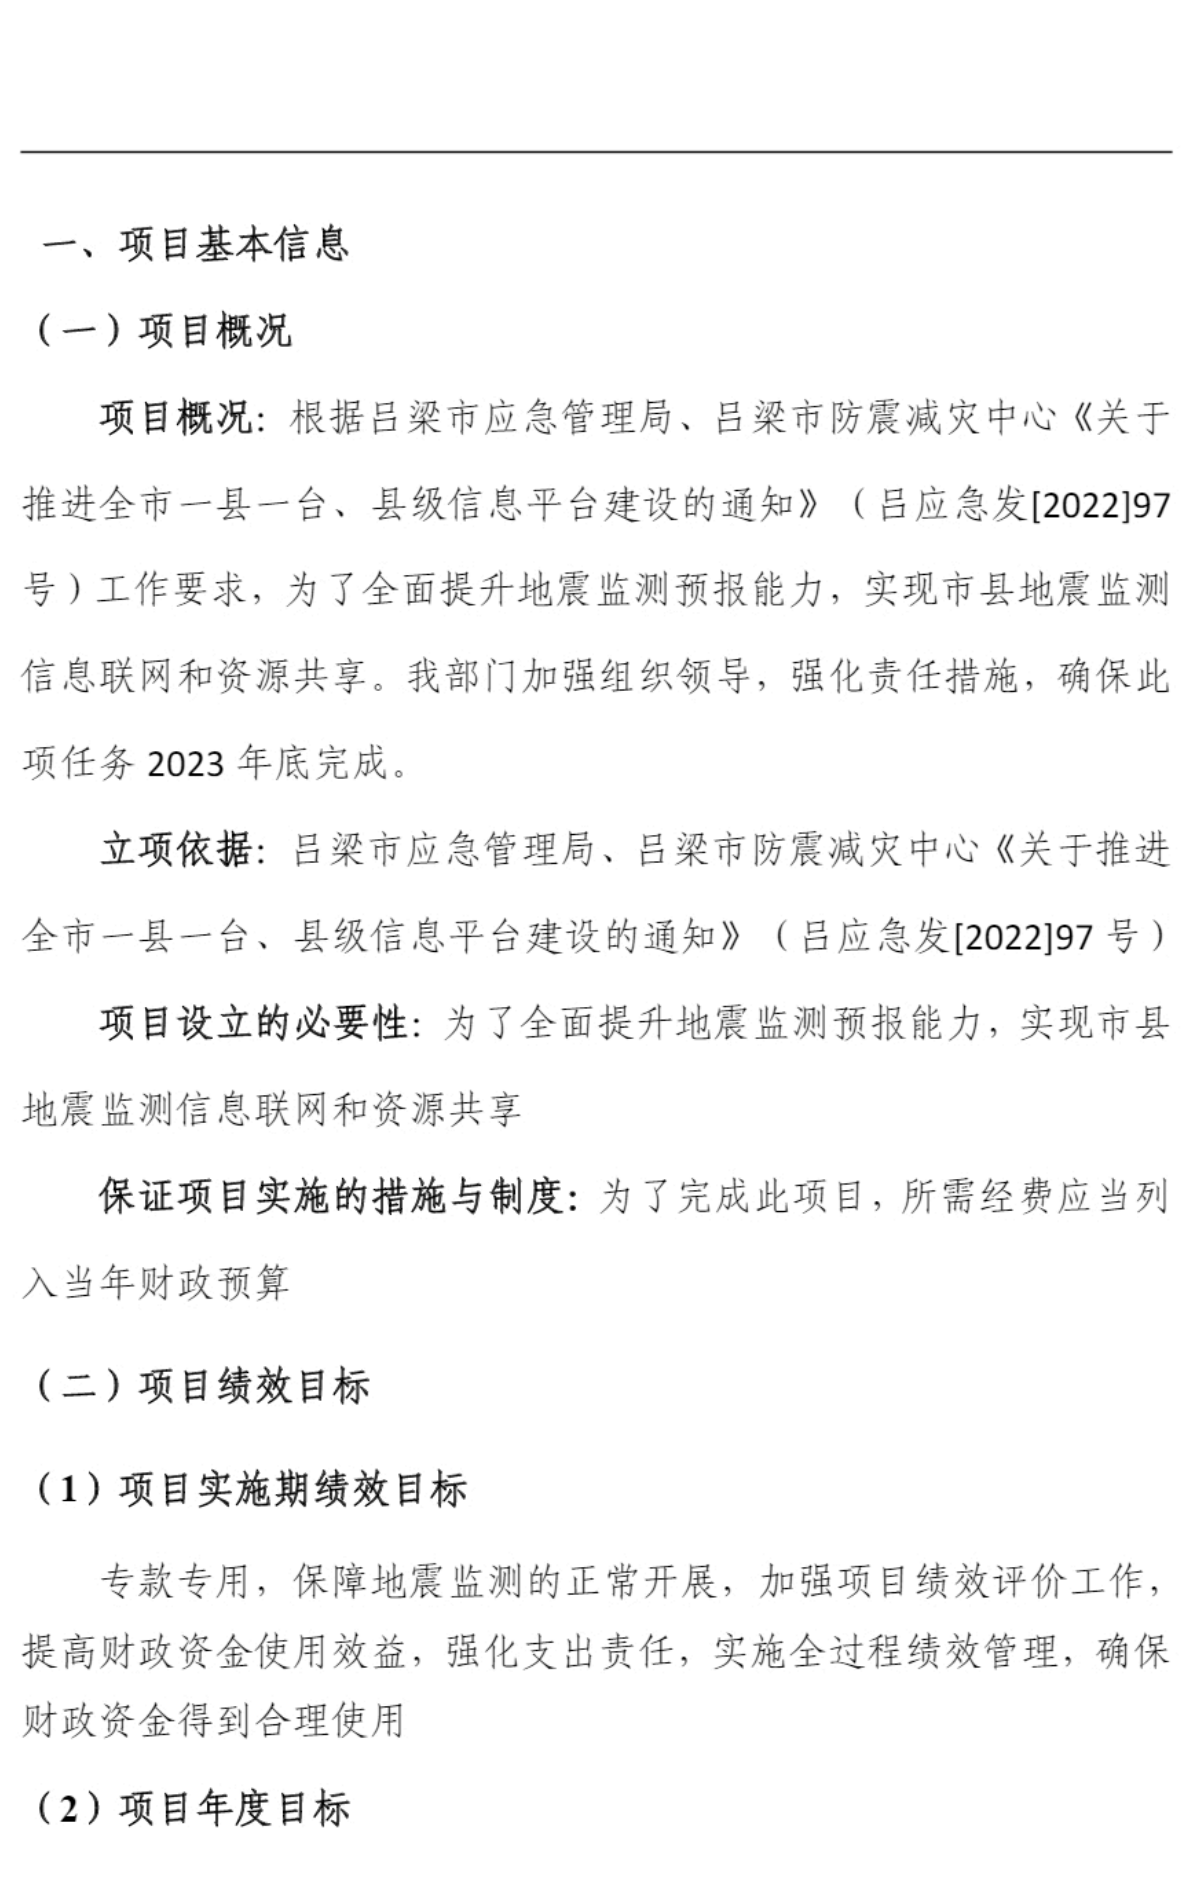 一、项目基本信息
（一）项目概况
项目概况：根据吕梁市应急管理局、吕梁市防震减灾中心《关于
推进全市一县一台、县级信息平台建设的通知》（吕应急发[2022]97
号）工作要求，为了全面提升地震监测预报能力，实现市县地震监测
信息联网和资源共享。我部门加强组织领导，强化责任措施，确保此
项任务 2023 年底完成。
立项依据：吕梁市应急管理局、吕梁市防震减灾中心《关于推进
全市一县一台、县级信息平台建设的通知》（吕应急发[2022]97 号）
项目设立的必要性：为了全面提升地震监测预报能力，实现市县
地震监测信息联网和资源共享
保证项目实施的措施与制度：为了完成此项目，所需经费应当列
入当年财政预算
（二）项目绩效目标
（1）项目实施期绩效目标
专款专用，保障地震监测的正常开展，加强项目绩效评价工作，
提高财政资金使用效益，强化支出责任，实施全过程绩效管理，确保
财政资金得到合理使用
（2）项目年度目标